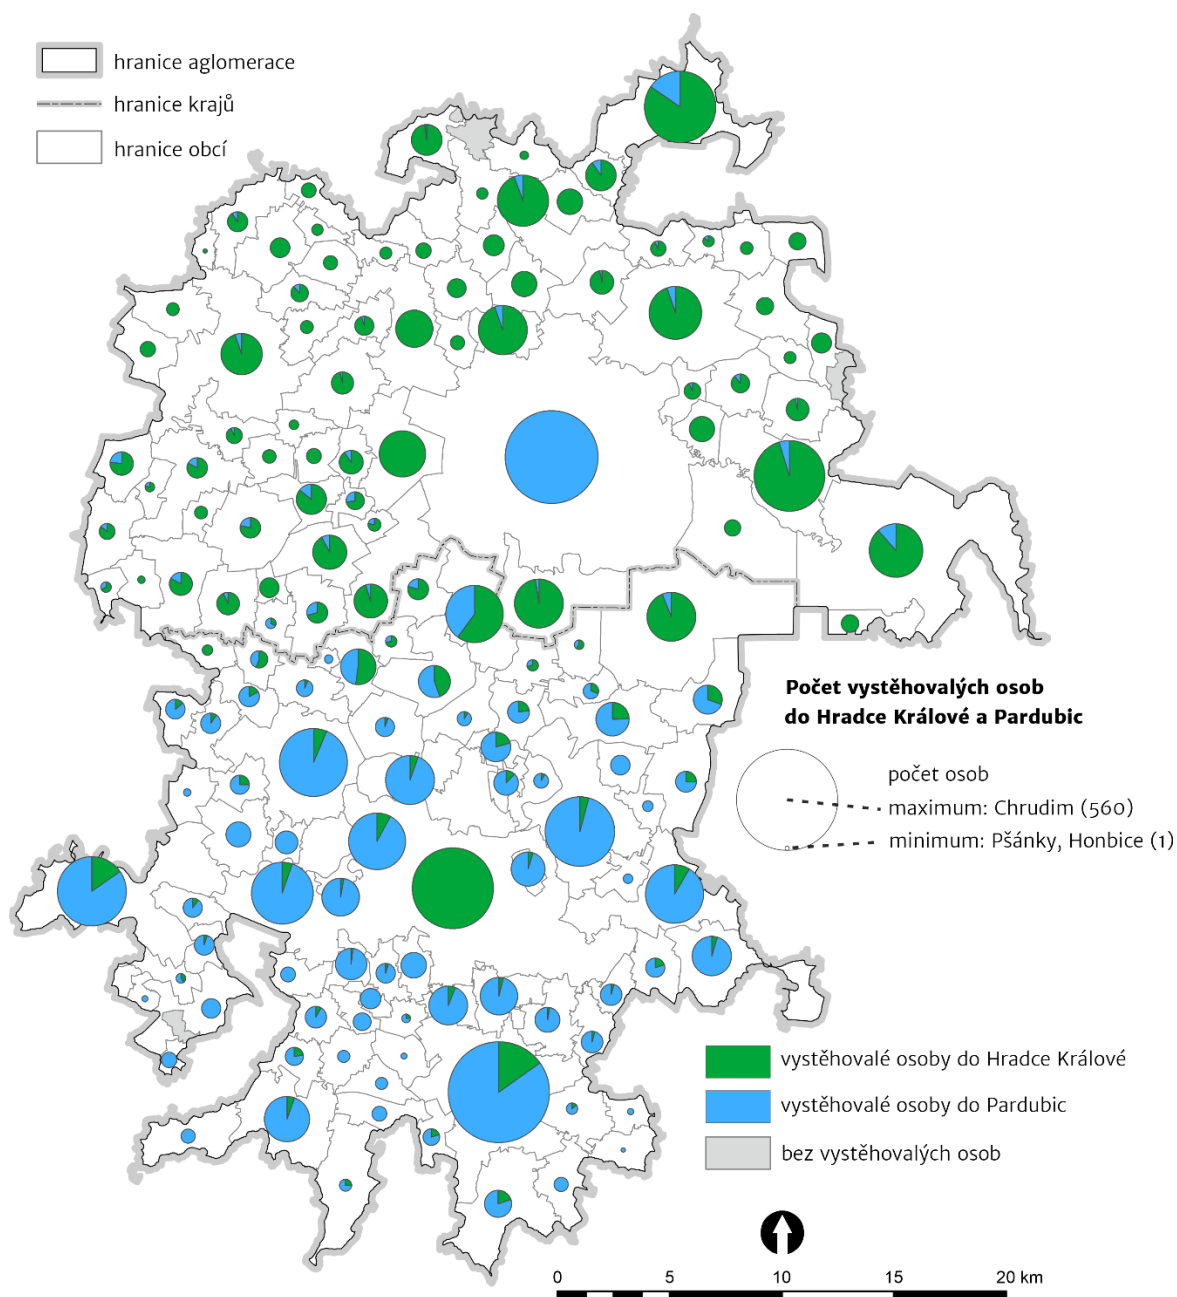 hranice aglomerace
hranice krajů
hranice obcí
Počet vystěhovalých osob
do Hradce Králové a Pardubic
počet osob
maximum: Chrudim (560)
minimum: Pšánky, Honbice (1)
vystěhovalé osoby do Hradce Králové
vystěhovalé osoby do Pardubic
bez vystěhovalých osob
0 5 10 15 20 km